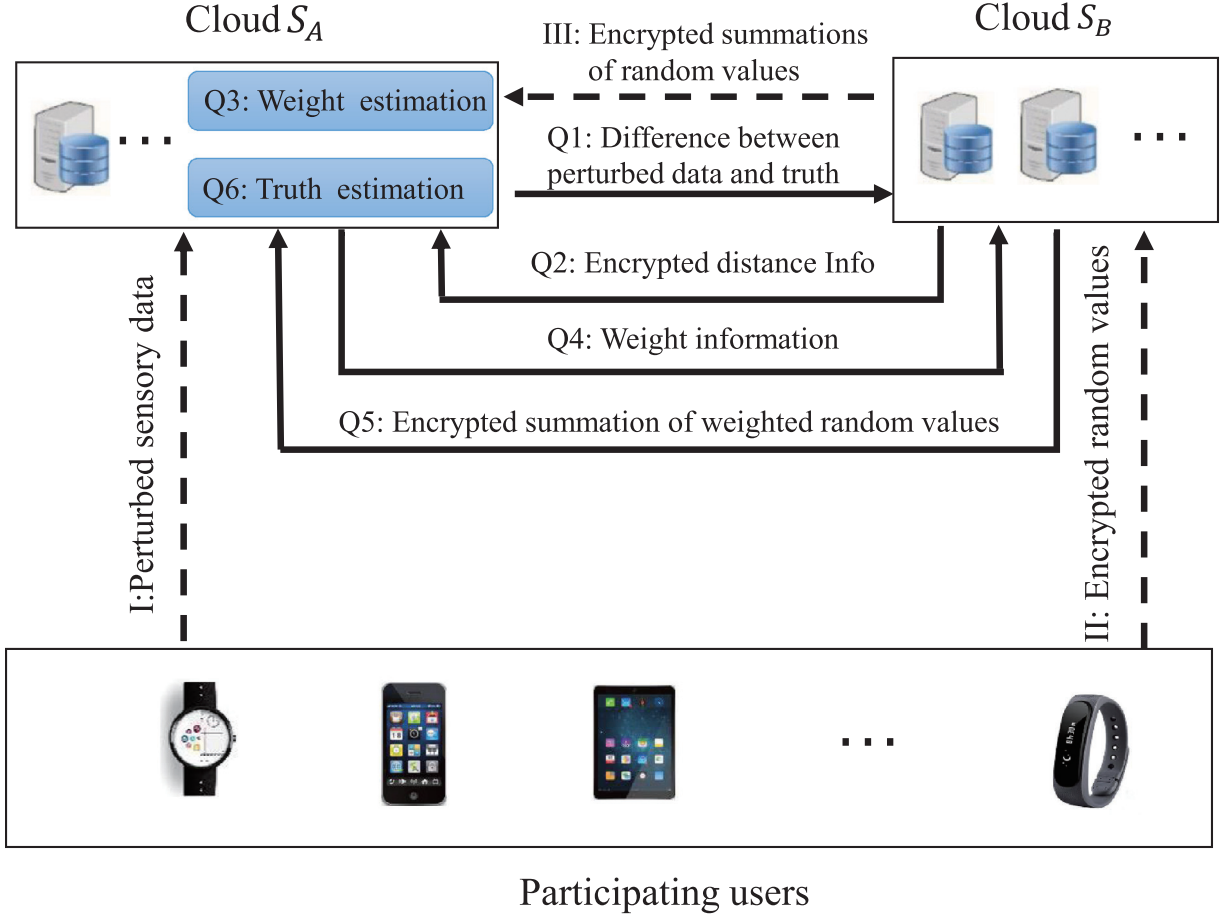 Cloud S_A
Cloud S_B
III: Encrypted summations
of random values
Q3: Weight estimation
Q1: Difference between
perturbed data and truth
Q6: Truth estimation
Q2: Encrypted distance Info
Q4: Weight information
Q5: Encrypted summation of weighted random values
I:Perturbed sensory data
II: Encrypted random values
Participating users